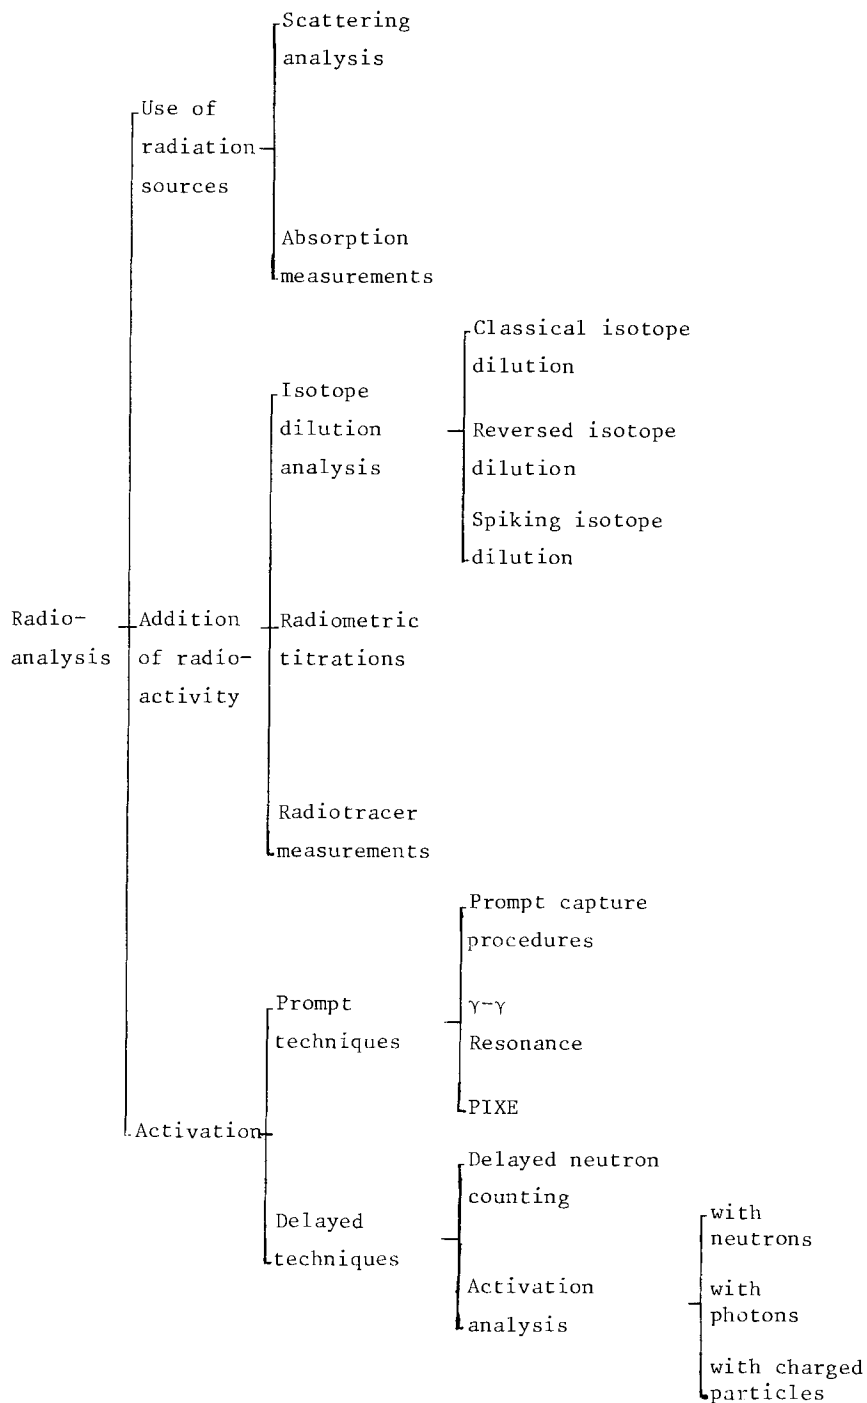 Scattering
analysis
Use of
radiation
sources
Absorption
measurements
Classical isotope
dilution
Isotope
dilution
analysis
Reversed isotope
dilution
Spiking isotope
dilution
Radio-
analysis
Addition
of radio-
activity
Radiometric
titrations
Radiotracer
measurements
Prompt capture
procedures
Prompt
techniques
γ-γ
Resonance
PIXE
Activation
Delayed neutron
counting
Delayed
techniques
Activation
analysis
with
neutrons
with
photons
with charged
particles